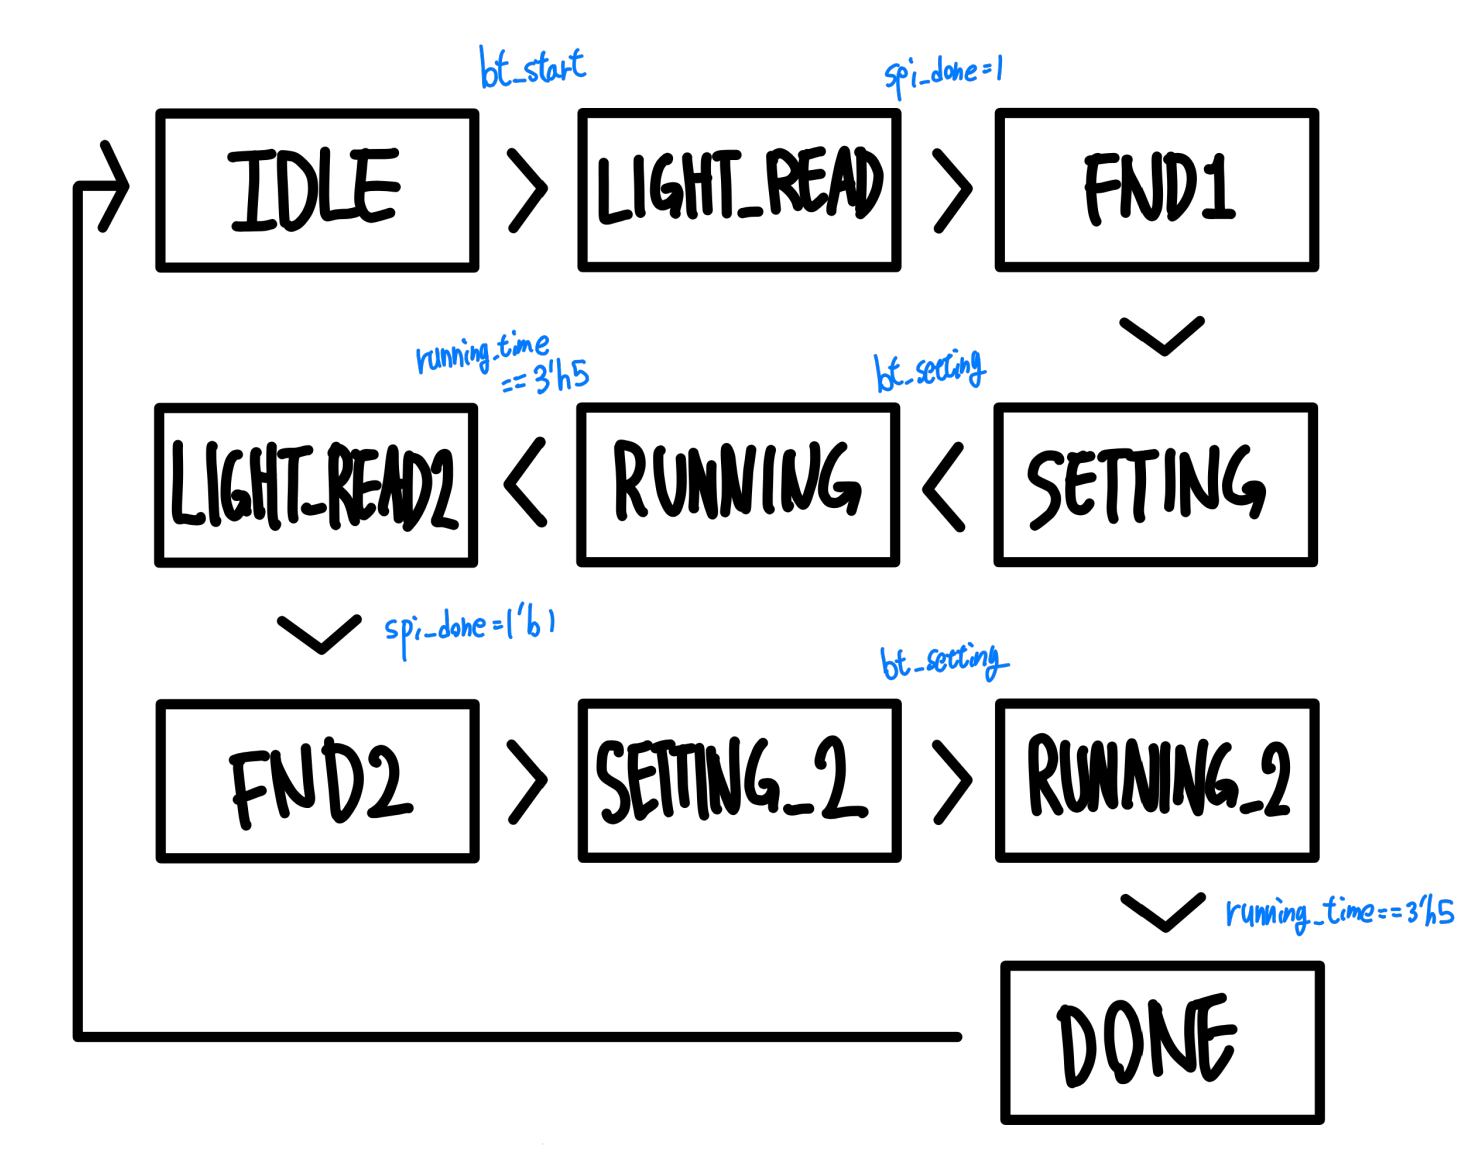 bt_start
spi_done=1
IDLE
LIGHT_READ
FND1
running_time
==3'h5
bt_setting
LIGHT_READ2
RUNNING
SETTING
spi_done=1'b1
bt_setting
FND2
SETTING_2
RUNNING_2
running_time==3'h5
DONE